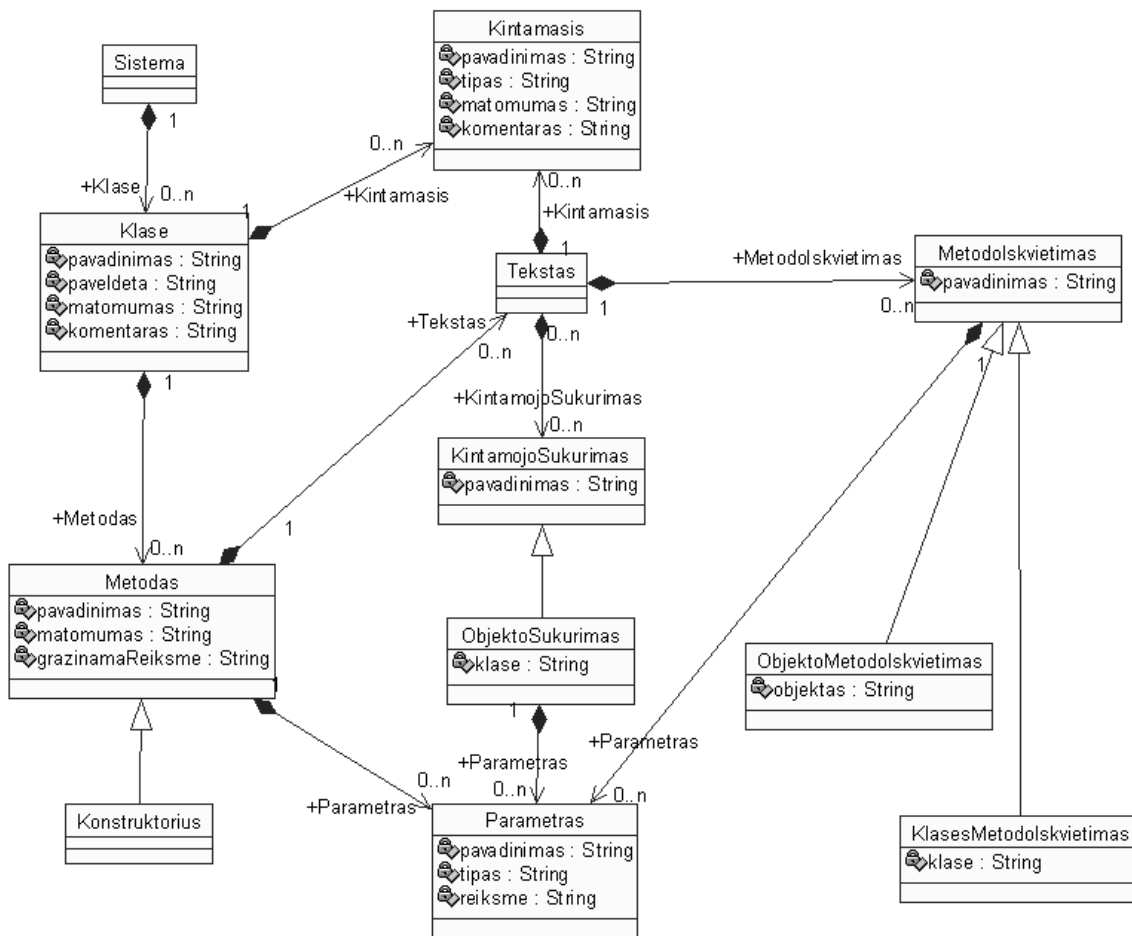 Kintamasis
pavadinimas : String
tipas : String
matomumas : String
komentaras : String
Sistema
1
0..n
+Klase
0..n
1
+Kintamasis
0..n
+Kintamasis
1
Klase
pavadinimas : String
paveldeta : String
matomumas : String
komentaras : String
1
Tekstas
1
0..n
+MetodoIskvietimas
0..n
MetodoIskvietimas
pavadinimas : String
1
+Tekstas
0..n
+KintamojoSukurimas
0..n
KintamojoSukurimas
pavadinimas : String
+Metodas
0..n
1
Metodas
pavadinimas : String
matomumas : String
grazinamaReiksme : String
1
ObjektoSukurimas
klase : String
1
ObjektoMetodoIskvietimas
objektas : String
+Parametras
0..n
+Parametras
0..n
+Parametras
0..n
Konstruktorius
Parametras
pavadinimas : String
tipas : String
reiksme : String
KlasesMetodoIskvietimas
klase : String